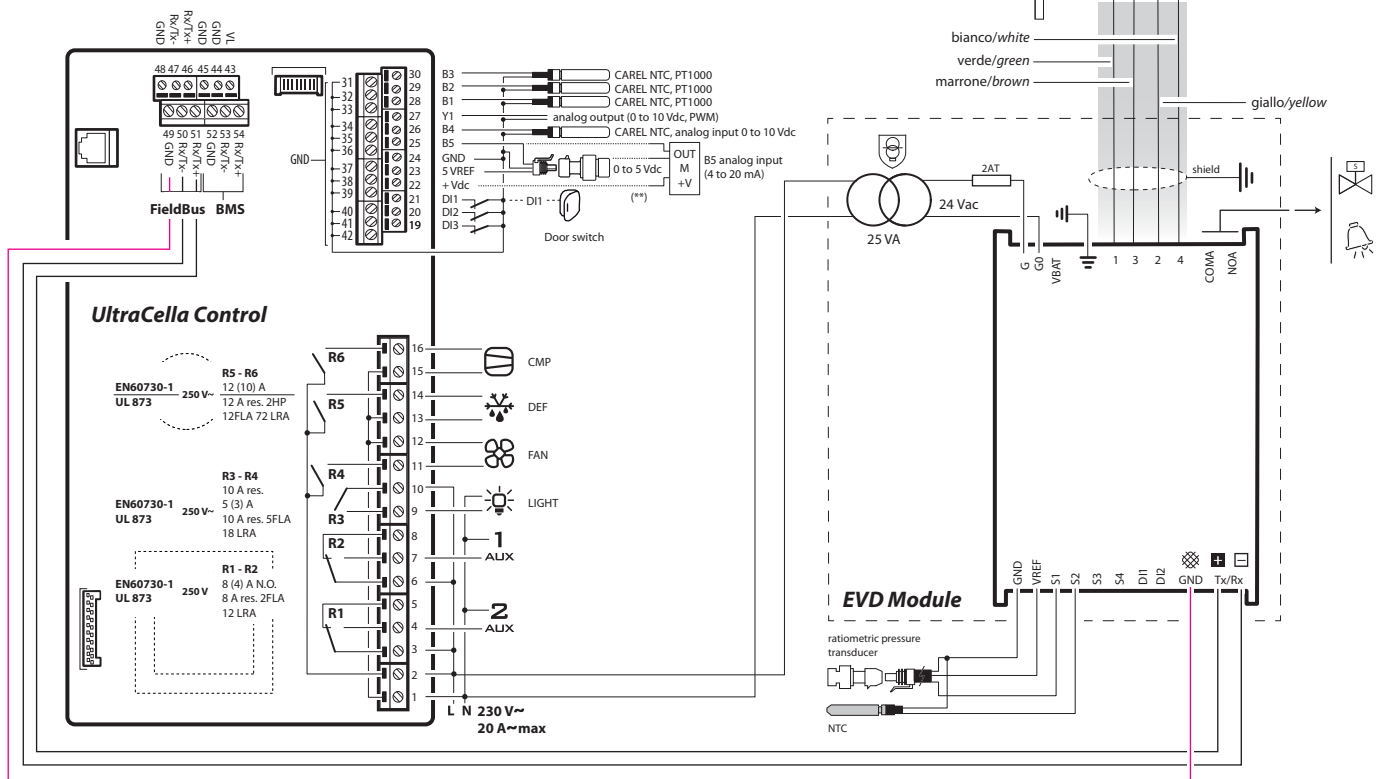 GND
Rx/Tx-
Rx/Tx+
GND
GND
VL
48 47 46 45 44 43
49 50 51 52 53 54
GND
Rx/Tx-
Rx/Tx+
GND
Rx/Tx-
Rx/Tx+
FieldBus BMS
GND
31
32
33
34
35
36
37
38
39
40
41
42
30
29
28
27
26
25
24
23
22
21
20
19
B3
B2
B1
Y1
B4
B5
GND
5 VREF
+ Vdc
DI1
DI2
DI3
CAREL NTC, PT1000
CAREL NTC, PT1000
CAREL NTC, PT1000
analog output (0 to 10 Vdc, PWM)
CAREL NTC, analog input 0 to 10 Vdc
0 to 5 Vdc
OUT
M
+V
B5 analog input
(4 to 20 mA)
(**)
DI1
Door switch
UltraCella Control
EN60730-1
UL 873
250 V~
R5 - R6
12 (10) A
12 A res. 2HP
12FLA 72 LRA
EN60730-1
UL 873
250 V~
R3 - R4
10 A res.
5 (3) A
10 A res. 5FLA
18 LRA
EN60730-1
UL 873
250 V
R1 - R2
8 (4) A N.O.
8 A res. 2FLA
12 LRA
R6
R5
R4
R3
R2
R1
16
15
14
13
12
11
10
9
8
7
6
5
4
3
2
1
CMP
DEF
FAN
LIGHT
1
AUX
2
AUX
L N 230 V~
20 A~max
bianco/white
verde/green
marrone/brown
giallo/yellow
shield
S
2AT
24 Vac
25 VA
G
G0
VBAT
1 3 2 4
COMA
NOA
EVD Module
GND
VREF
S1
S2
S3
S4
DI1
DI2
GND
+ -
Tx/Rx
ratiometric pressure
transducer
NTC